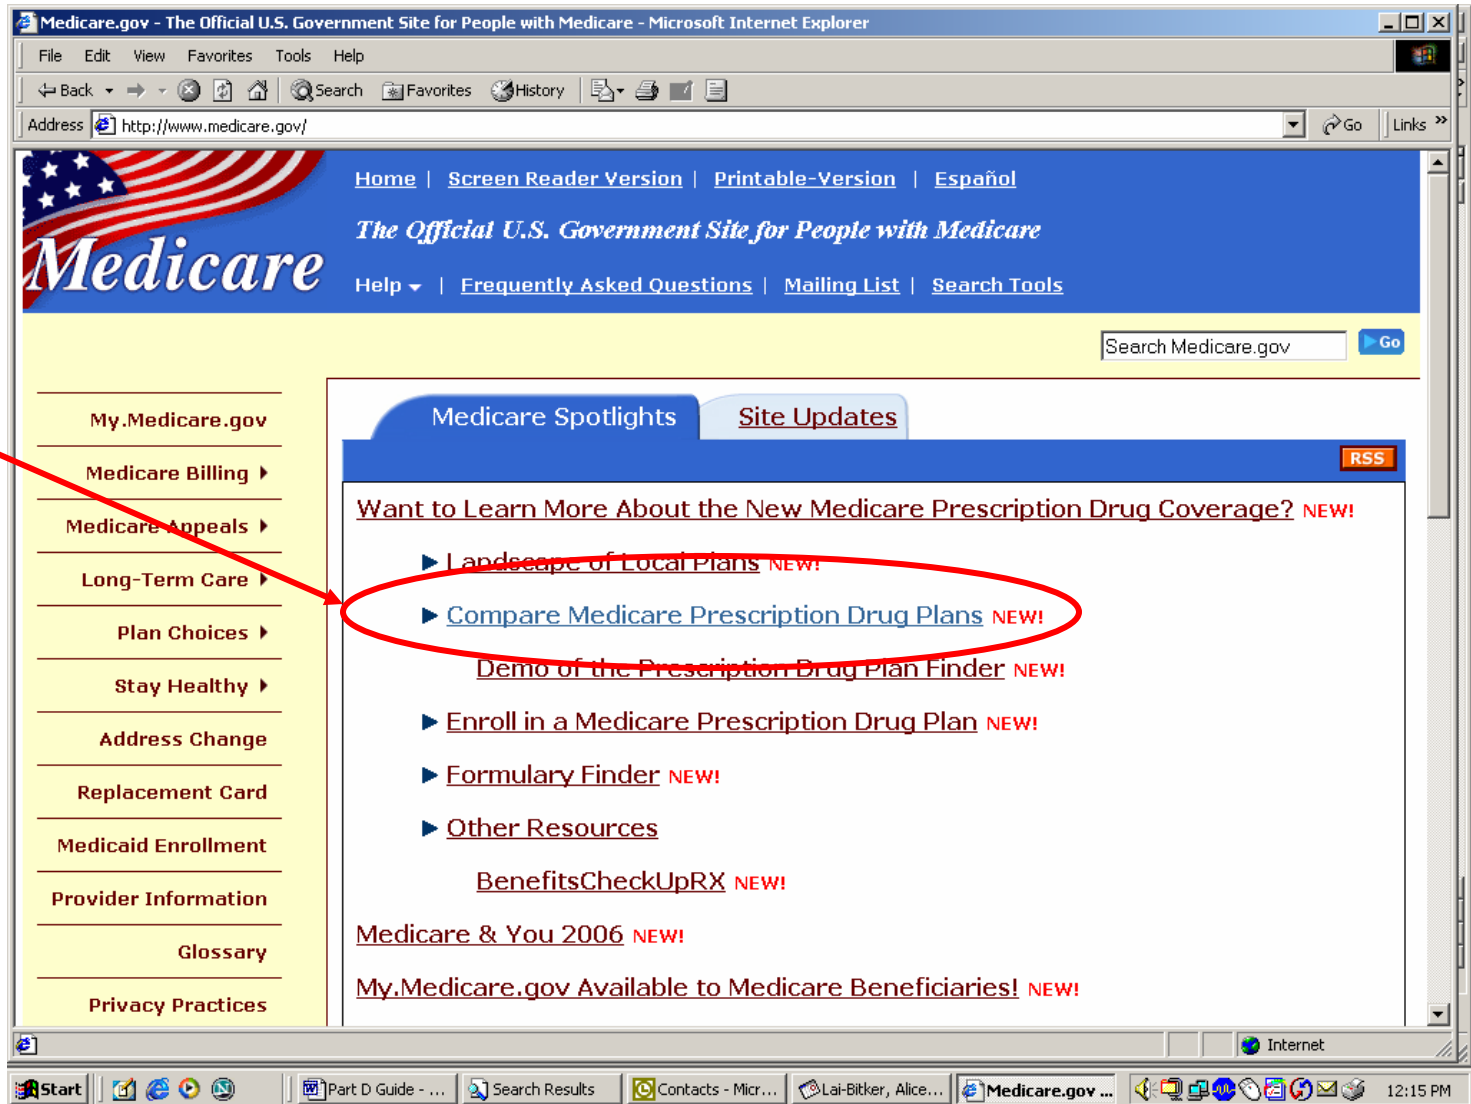 Medicare.gov - The Official U.S. Government Site for People with Medicare - Microsoft Internet Explorer
File Edit View Favorites Tools Help
Back Search Favorites History
Address http://www.medicare.gov/ Go Links »
Home | Screen Reader Version | Printable-Version | Español
The Official U.S. Government Site for People with Medicare
Medicare
Help | Frequently Asked Questions | Mailing List | Search Tools
Search Medicare.gov Go
My.Medicare.gov
Medicare Billing
Medicare Appeals
Long-Term Care
Plan Choices
Stay Healthy
Address Change
Replacement Card
Medicaid Enrollment
Provider Information
Glossary
Privacy Practices
Medicare Spotlights Site Updates
RSS
Want to Learn More About the New Medicare Prescription Drug Coverage? NEW!
Landscape of Local Plans NEW!
Compare Medicare Prescription Drug Plans NEW!
Demo of the Prescription Drug Plan Finder NEW!
Enroll in a Medicare Prescription Drug Plan NEW!
Formulary Finder NEW!
Other Resources
BenefitsCheckUpRX NEW!
Medicare & You 2006 NEW!
My.Medicare.gov Available to Medicare Beneficiaries! NEW!
Internet
Start Part D Guide - ... Search Results Contacts - Micr... Lai-Bitker, Alice... Medicare.gov ... 12:15 PM